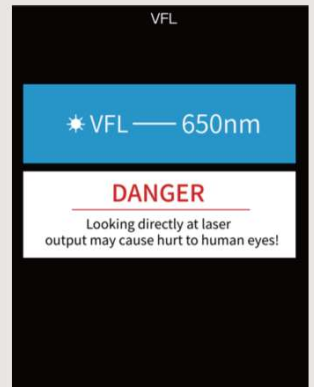 VFL
VFL —— 650nm
DANGER
Looking directly at laser
output may cause hurt to human eyes!